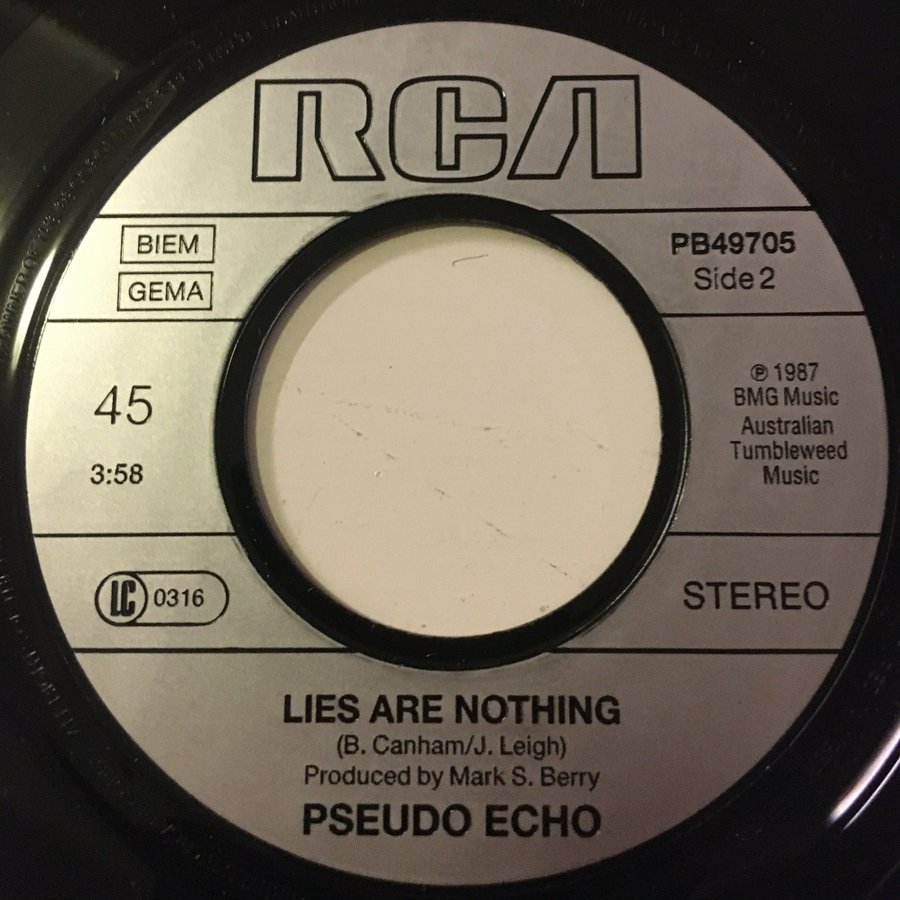 RCA
BIEM
GEMA
PB49705
Side 2
45
3:58
℗ 1987
BMG Music
Australian
Tumbleweed
Music
LC 0316
STEREO
LIES ARE NOTHING
(B. Canham/J. Leigh)
Produced by Mark S. Berry
PSEUDO ECHO